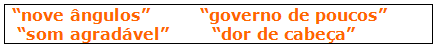 “nove ângulos” “governo de poucos”
“som agradável” “dor de cabeça”